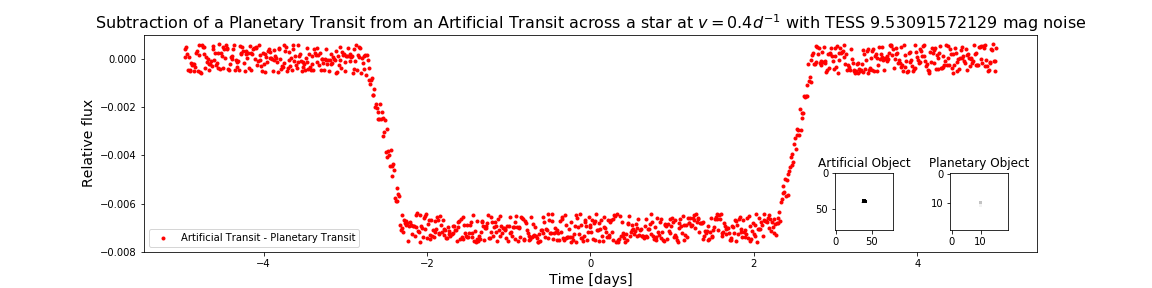 Subtraction of a Planetary Transit from an Artificial Transit across a star at v = 0.4d⁻¹ with TESS 9.53091572129 mag noise
Relative flux
0.000
−0.002
−0.004
−0.006
−0.008
Artificial Transit - Planetary Transit
Artificial Object
0
50
0 50
Planetary Object
0
10
0 10
−4 −2 0 2 4
Time [days]